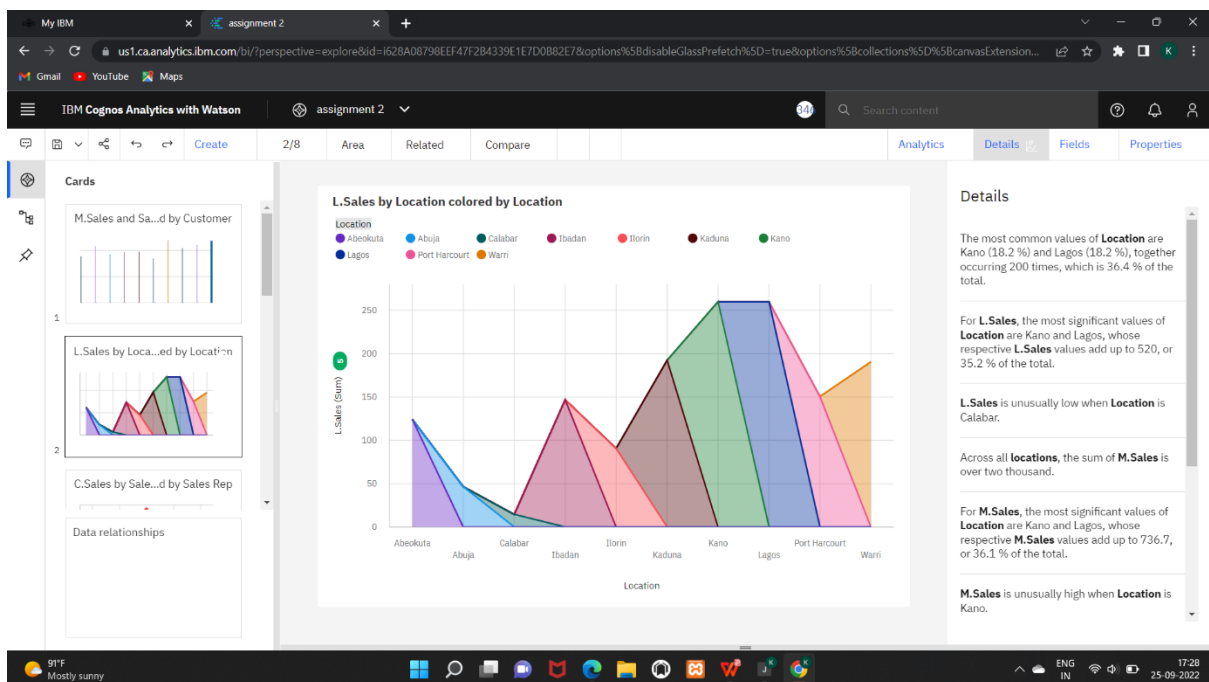 My IBM
assignment 2
us1.ca.analytics.ibm.com/bi/?perspective=explore&id=i628A08798EEF47F2B4339E1E7D0B82E7&options%5BdisableGlassPrefetch%5D=true&options%5Bcollections%5D%5BcanvasExtension...
K
Gmail YouTube Maps
IBM Cognos Analytics with Watson
assignment 2
Search content
Create
2/8
Area
Related
Compare
Analytics
Details
Fields
Properties
Cards
M.Sales and Sa...d by Customer
1
L.Sales by Loca...ed by Location
2
C.Sales by Sale...d by Sales Rep
Data relationships
L.Sales by Location colored by Location
Location
Abeokuta Abuja Calabar Ibadan Ilorin Kaduna Kano
Lagos Port Harcourt Warri
250
200
150
100
50
0
L.Sales (Sum)
5
Abeokuta Calabar Ilorin Kano Port Harcourt
Abuja Ibadan Kaduna Lagos Warri
Location
Details
The most common values of Location are
Kano (18.2 %) and Lagos (18.2 %), together
occurring 200 times, which is 36.4 % of the
total.
For L.Sales, the most significant values of
Location are Kano and Lagos, whose
respective L.Sales values add up to 520, or
35.2 % of the total.
L.Sales is unusually low when Location is
Calabar.
Across all locations, the sum of M.Sales is
over two thousand.
For M.Sales, the most significant values of
Location are Kano and Lagos, whose
respective M.Sales values add up to 736.7,
or 36.1 % of the total.
M.Sales is unusually high when Location is
Kano.
91°F
Mostly sunny
ENG
IN
17:28
25-09-2022